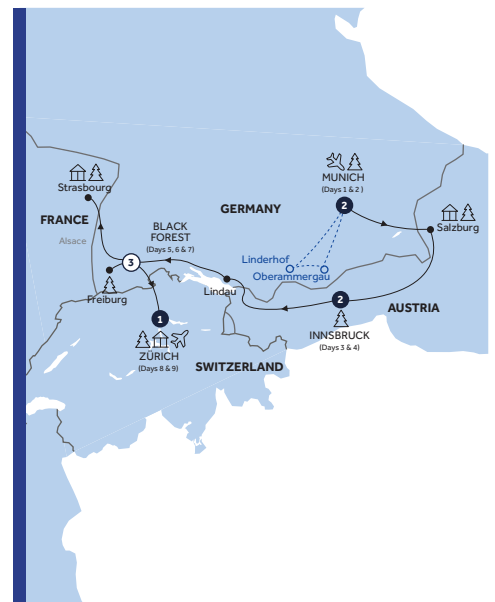 MUNICH
(Days 1 & 2 )
2
Strasbourg
GERMANY
FRANCE
Salzburg
BLACK
FOREST
(Days 5, 6 & 7)
Alsace
Linderhof
3
Oberammergau
Freiburg
Lindau
2
AUSTRIA
1
INNSBRUCK
(Days 3 & 4)
ZÜRICH
(Days 8 & 9)
SWITZERLAND